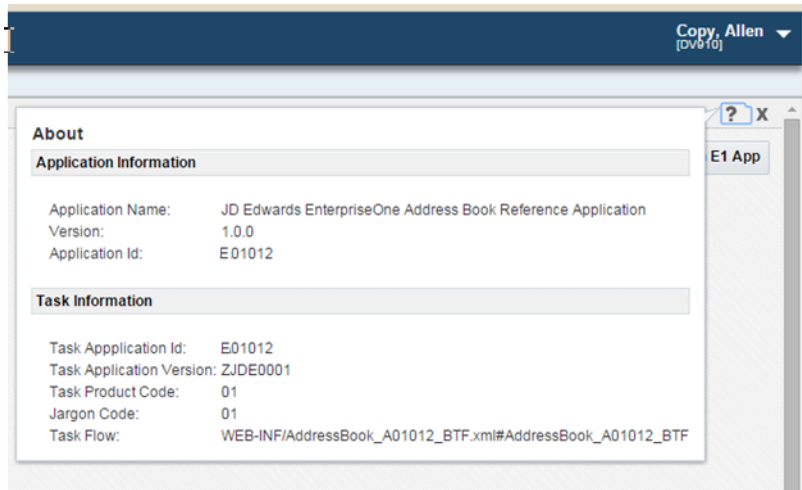 Copy, Allen
[DV910]
? X
E1 App
About
Application Information
Application Name: JD Edwards EnterpriseOne Address Book Reference Application
Version: 1.0.0
Application Id: E01012
Task Information
Task Appplication Id: E01012
Task Application Version: ZJDE0001
Task Product Code: 01
Jargon Code: 01
Task Flow: WEB-INF/AddressBook_A01012_BTF.xml#AddressBook_A01012_BTF